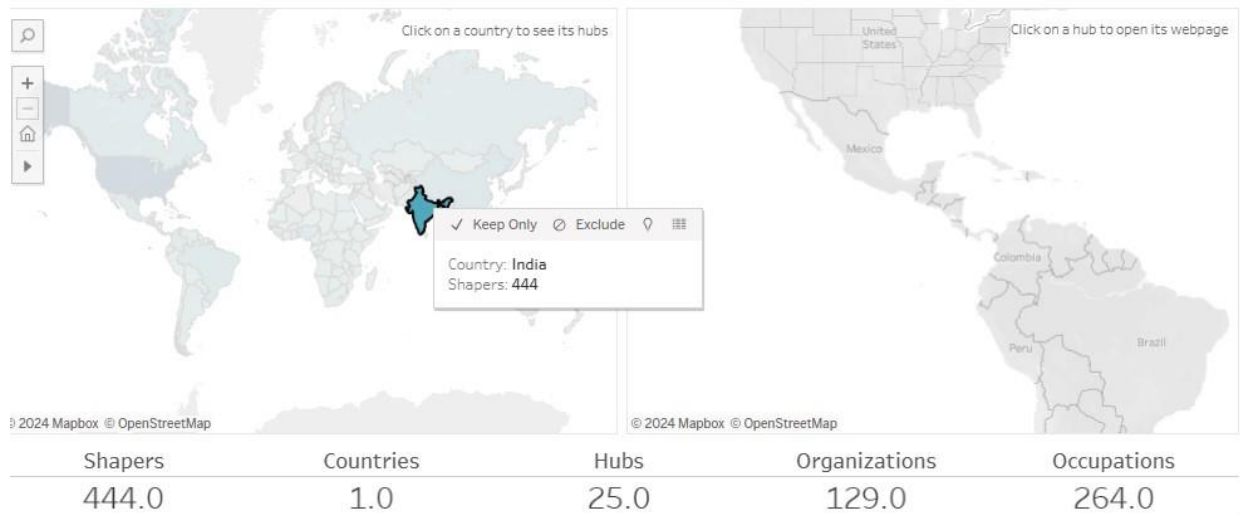 Click on a country to see its hubs
Click on a hub to open its webpage
United
States
Mexico
Keep Only Exclude
Country: India
Shapers: 444
Colombia
Peru
Brazil
© 2024 Mapbox © OpenStreetMap
© 2024 Mapbox © OpenStreetMap
Shapers Countries Hubs Organizations Occupations
444.0 1.0 25.0 129.0 264.0